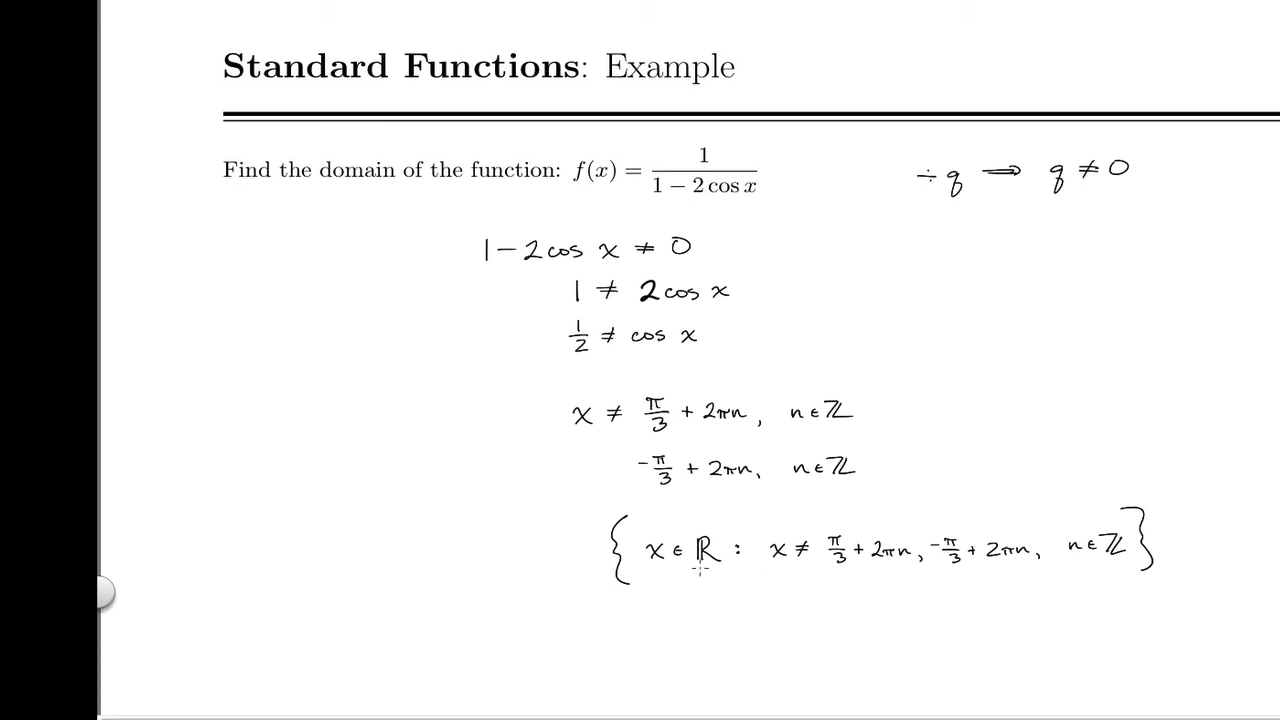 Standard Functions: Example
Find the domain of the function: f(x) = 1 / (1 − 2 cos x)
÷ q ⟹ q ≠ 0
1 − 2 cos x ≠ 0
1 ≠ 2 cos x
1/2 ≠ cos x
x ≠ π/3 + 2πn, n ∈ ℤ
−π/3 + 2πn, n ∈ ℤ
{ x ∈ ℝ : x ≠ π/3 + 2πn, −π/3 + 2πn, n ∈ ℤ }